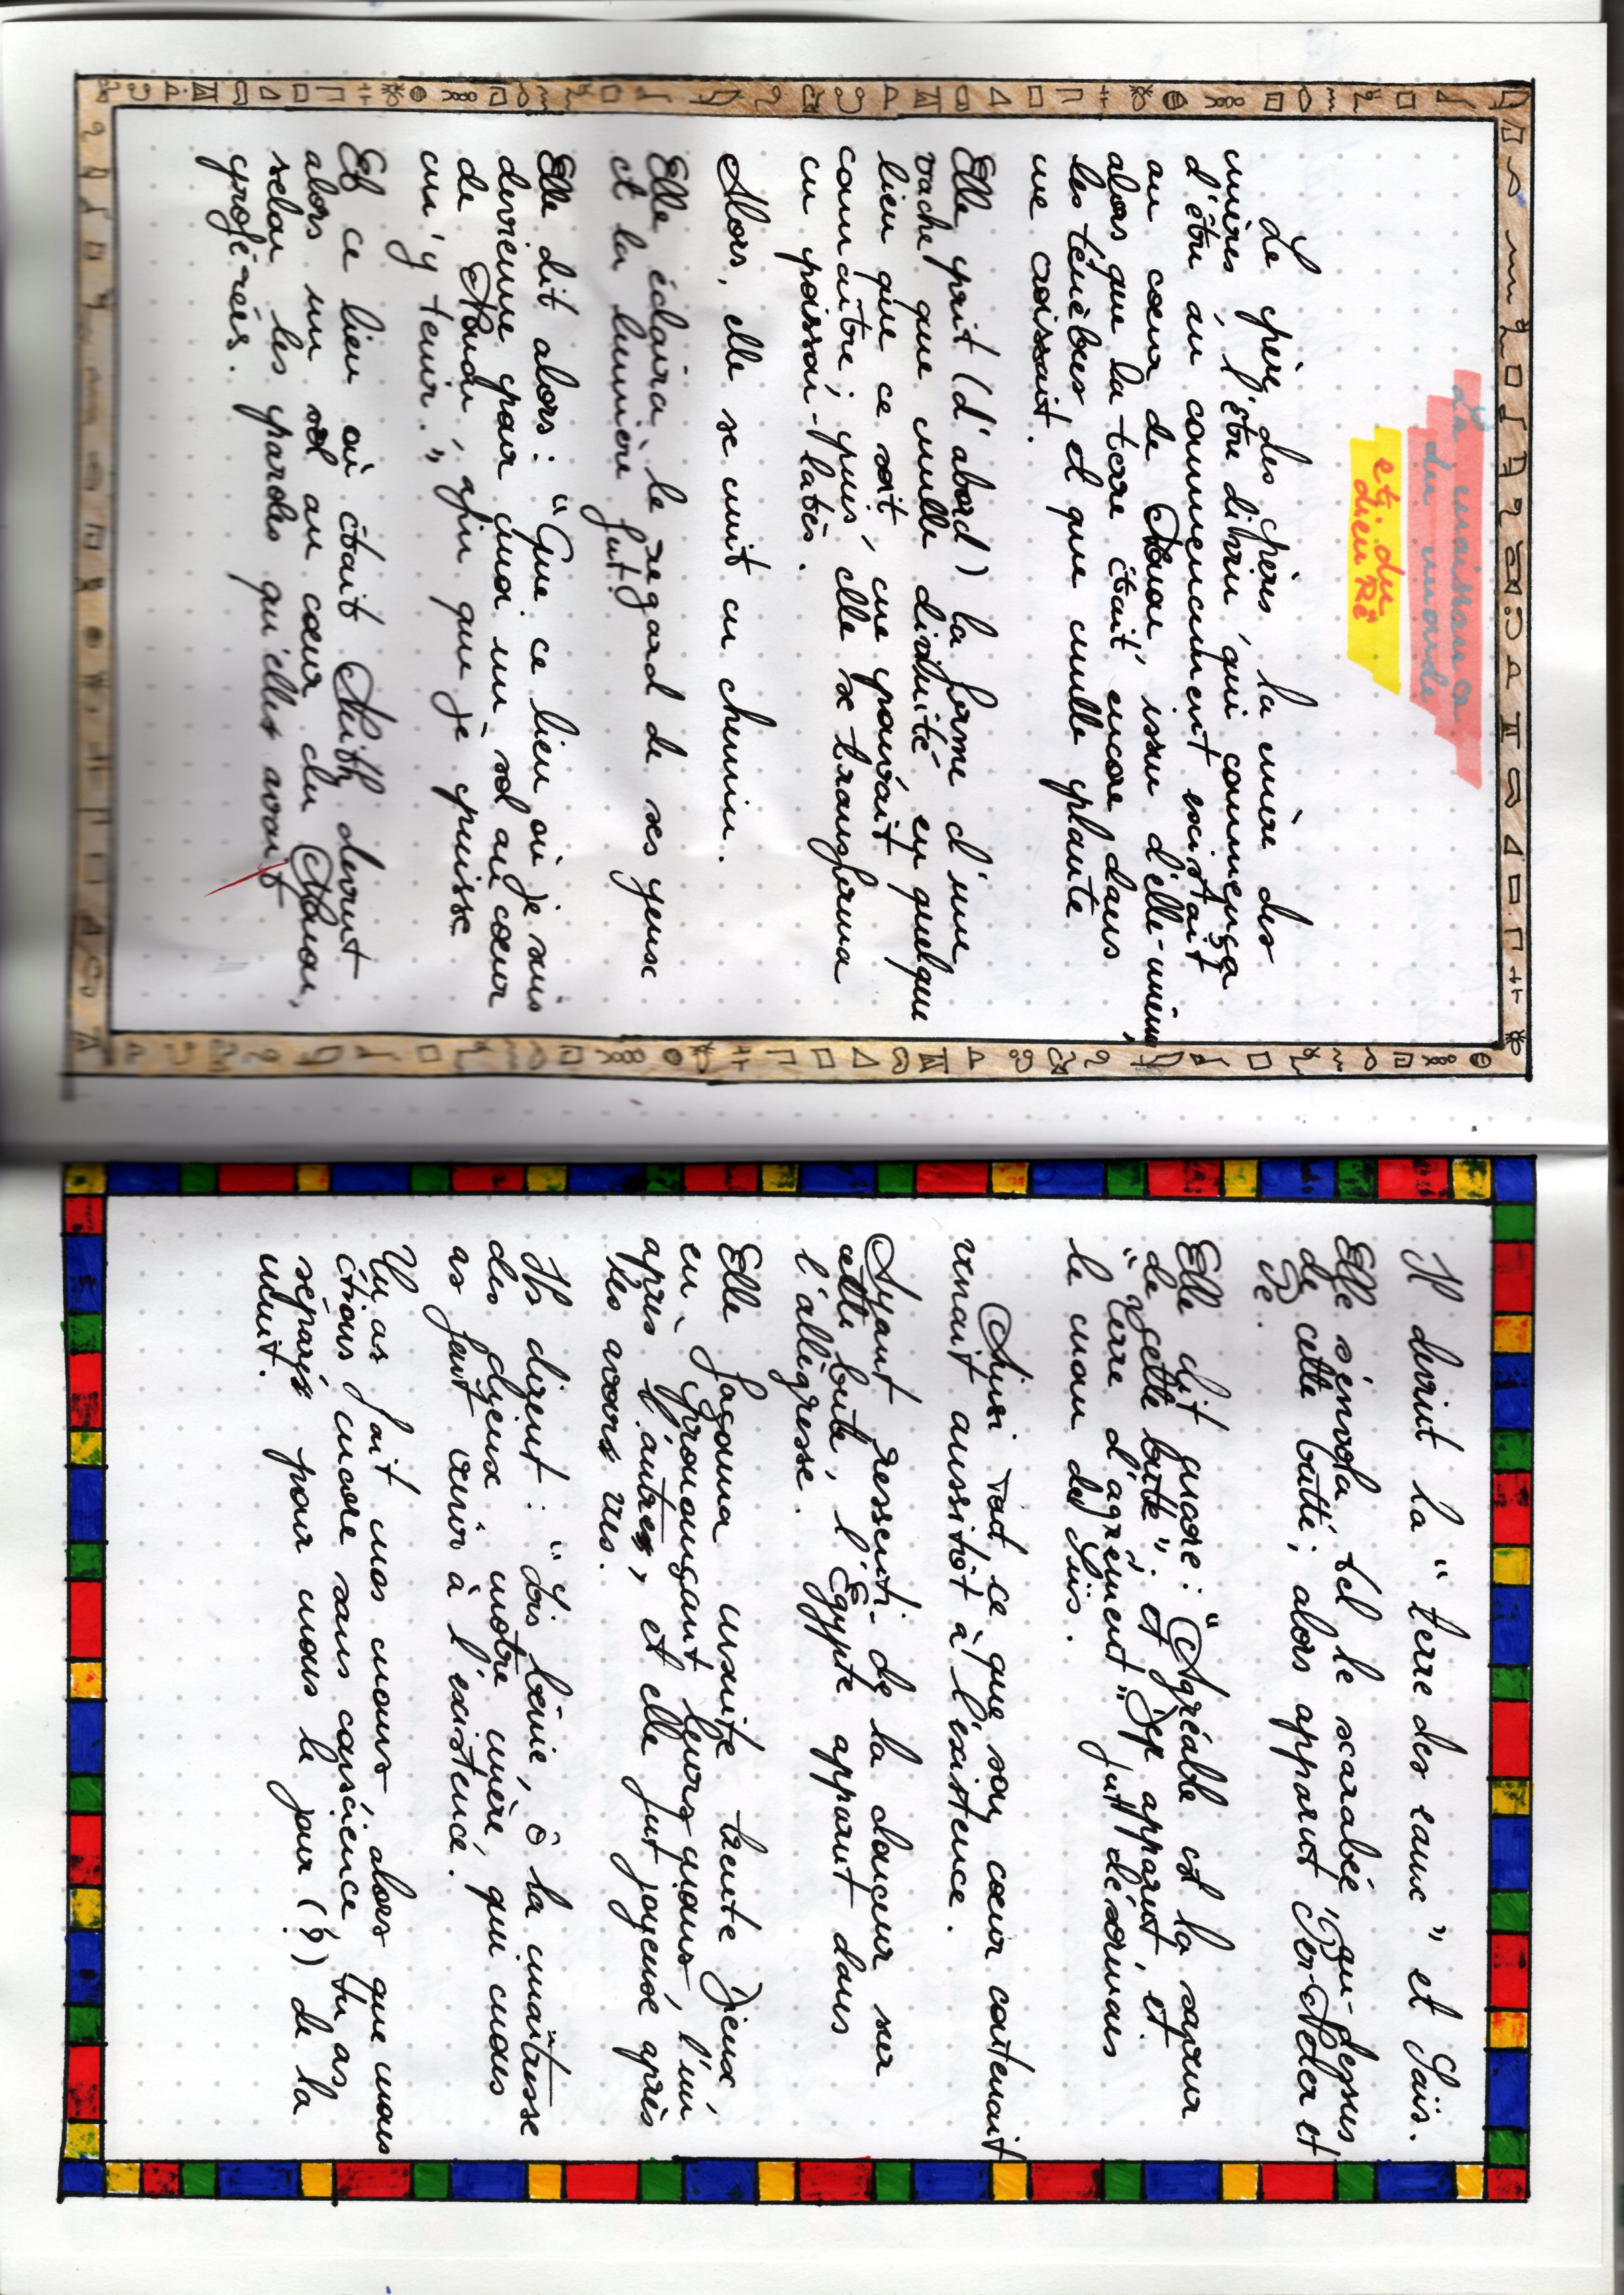 La naissance
du monde
et du
dieu Rê
Le père des pères, la mère des
mères, l'être divin qui commença
d'être au commencement existait
au cœur de Nouou, issu d'elle-même,
alors que la terre était encore dans
les ténèbres, et que nulle plante
ne croissait.
Elle prit (d'abord) la forme d'une
vache que nulle divinité, en quelque
lieu que ce soit, ne pouvait
connaître; puis elle se transforma
en poisson-latès.
Alors, elle se mit en chemin.
Elle éclaira le regard de ses yeux
et la lumière fut.
Elle dit alors : "Que ce lieu où je suis
devienne pour moi un sol au cœur
de Nouou, afin que je puisse
m'y tenir."
Et ce lieu où était Neith devint
alors un sol au cœur du Nouou,
selon les paroles qu'elle avait
proférées.
Il devint la "terre des eaux" et Saïs.
Elle s'envola, tel le scarabée, au-dessus
de cette butte; alors apparut Per-Neter et
Pe.
Elle dit encore : "Agréable est la saveur
de cette butte"; et Dep apparut, et
"Terre d'agrément" fut désormais
le nom de Saïs.
Ainsi tout ce que son cœur contenait
venait aussitôt à l'existence.
Ayant ressenti de la douceur sur
cette butte, l'Egypte apparut dans
l'allégresse.
Elle façonna ensuite trente Dieux,
en prononçant leurs noms, l'un
après l'autre, et elle fut joyeuse après
les avoir vus.
Ils dirent : "Sois bénie, ô la maîtresse
des dieux, notre mère, qui nous
as fait venir à l'existence.
Tu as fait nos noms, alors que nous
étions encore sans conscience, tu as
séparé pour nous le jour (?) de la
nuit.